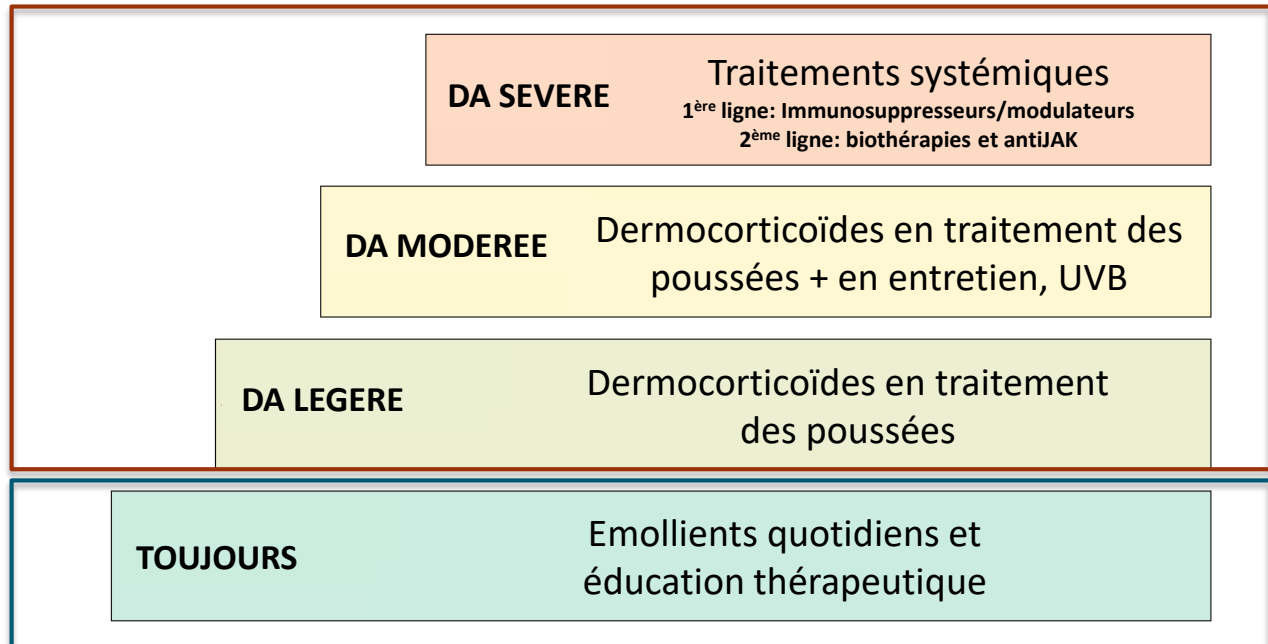 DA SEVERE
Traitements systémiques
1ère ligne: Immunosuppresseurs/modulateurs
2ème ligne: biothérapies et antiJAK
DA MODEREE
Dermocorticoïdes en traitement des
poussées + en entretien, UVB
DA LEGERE
Dermocorticoïdes en traitement
des poussées
TOUJOURS
Emollients quotidiens et
éducation thérapeutique